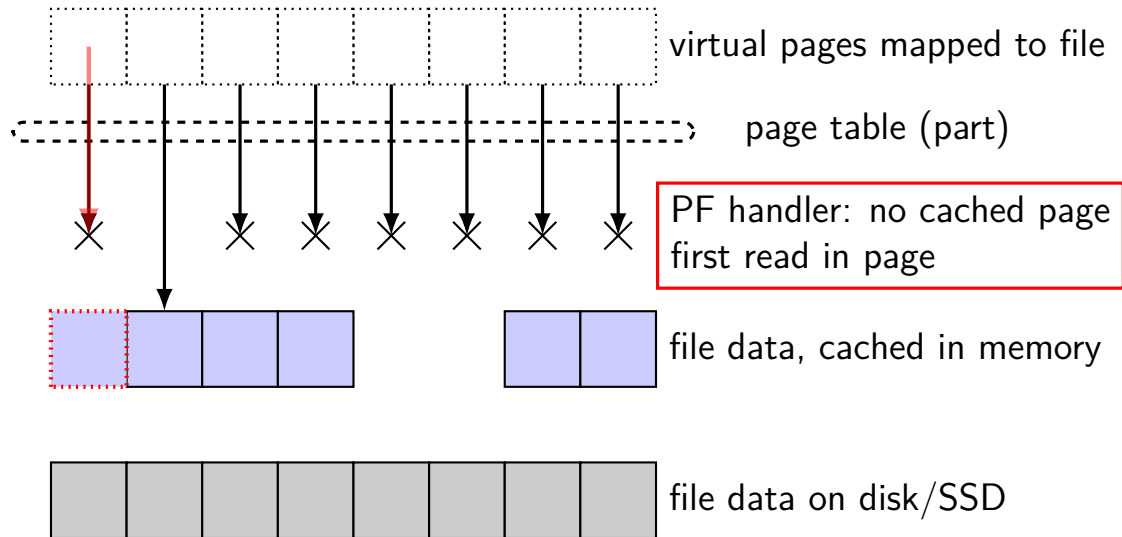 virtual pages mapped to file
page table (part)
PF handler: no cached page
first read in page
file data, cached in memory
file data on disk/SSD